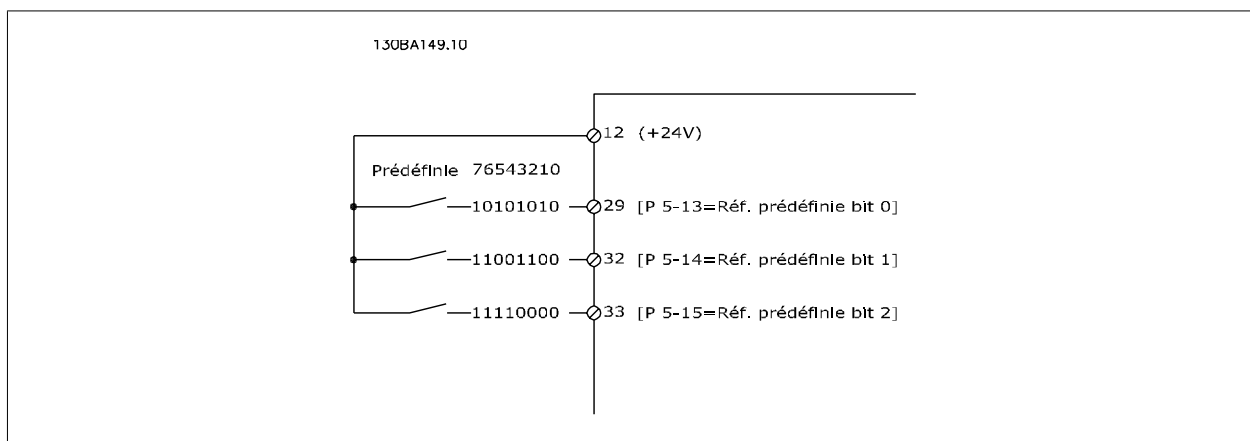 130BA149.10
12 (+24V)
Prédéfinie 76543210
10101010 29 [P 5-13=Réf. prédéfinie bit 0]
11001100 32 [P 5-14=Réf. prédéfinie bit 1]
11110000 33 [P 5-15=Réf. prédéfinie bit 2]